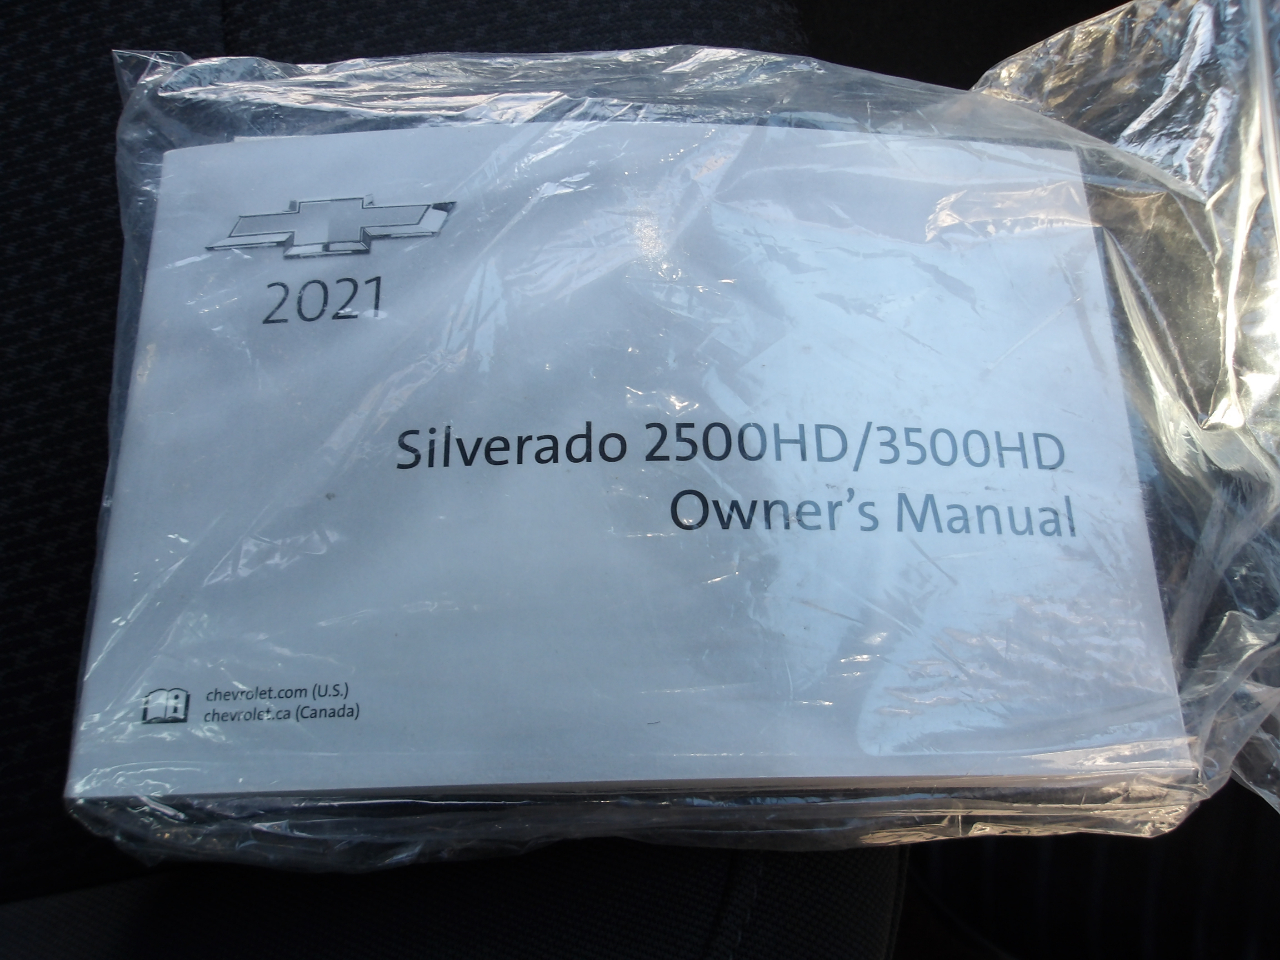 2021
Silverado 2500HD/3500HD
Owner's Manual
chevrolet.com (U.S.)
chevrolet.ca (Canada)